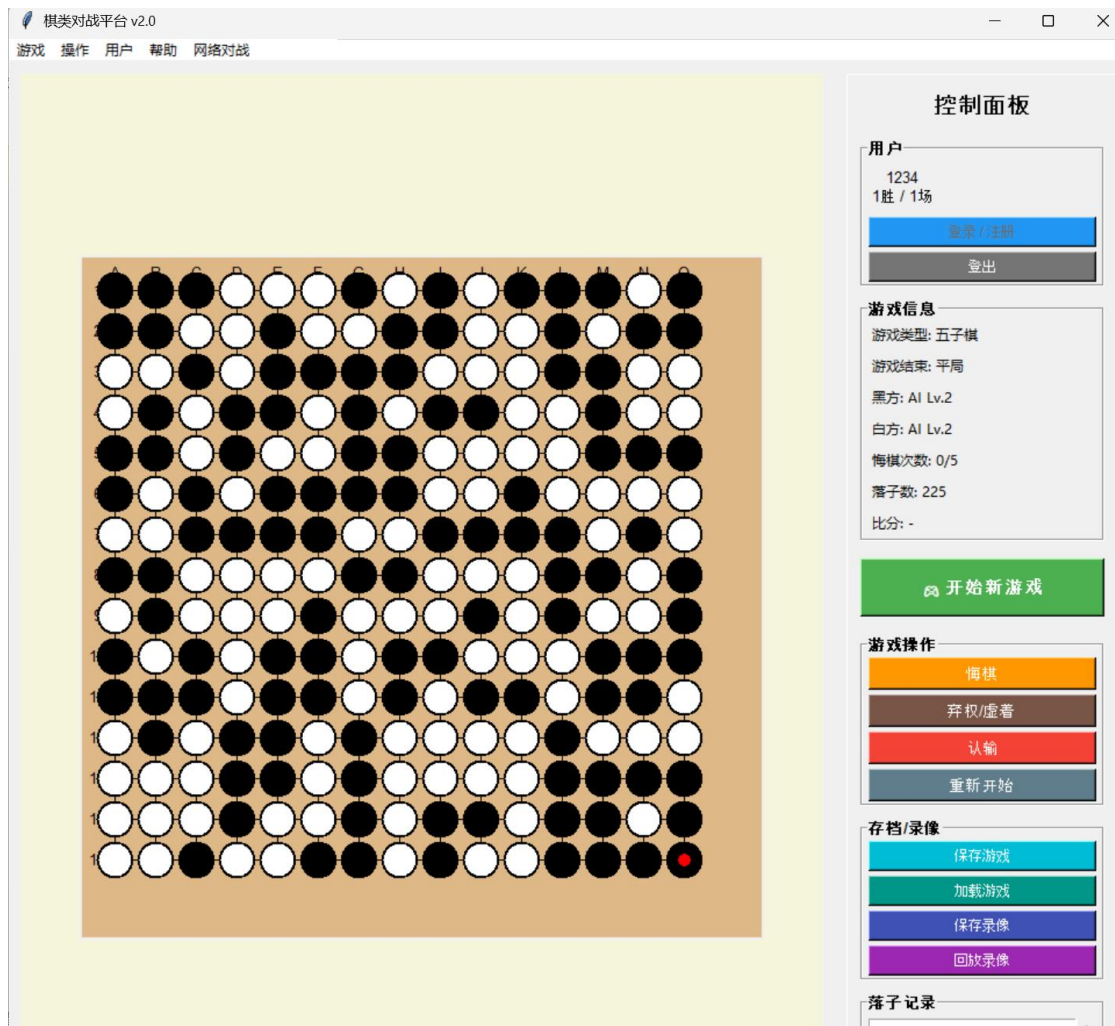 棋类对战平台 v2.0
游戏 操作 用户 帮助 网络对战
控制面板
用户
1234
1胜 / 1场
登录 / 注册
登出
游戏信息
游戏类型: 五子棋
游戏结束: 平局
黑方: AI Lv.2
白方: AI Lv.2
悔棋次数: 0/5
落子数: 225
比分: -
开始新游戏
游戏操作
悔棋
弃权/虚着
认输
重新开始
存档/录像
保存游戏
加载游戏
保存录像
回放录像
落子记录